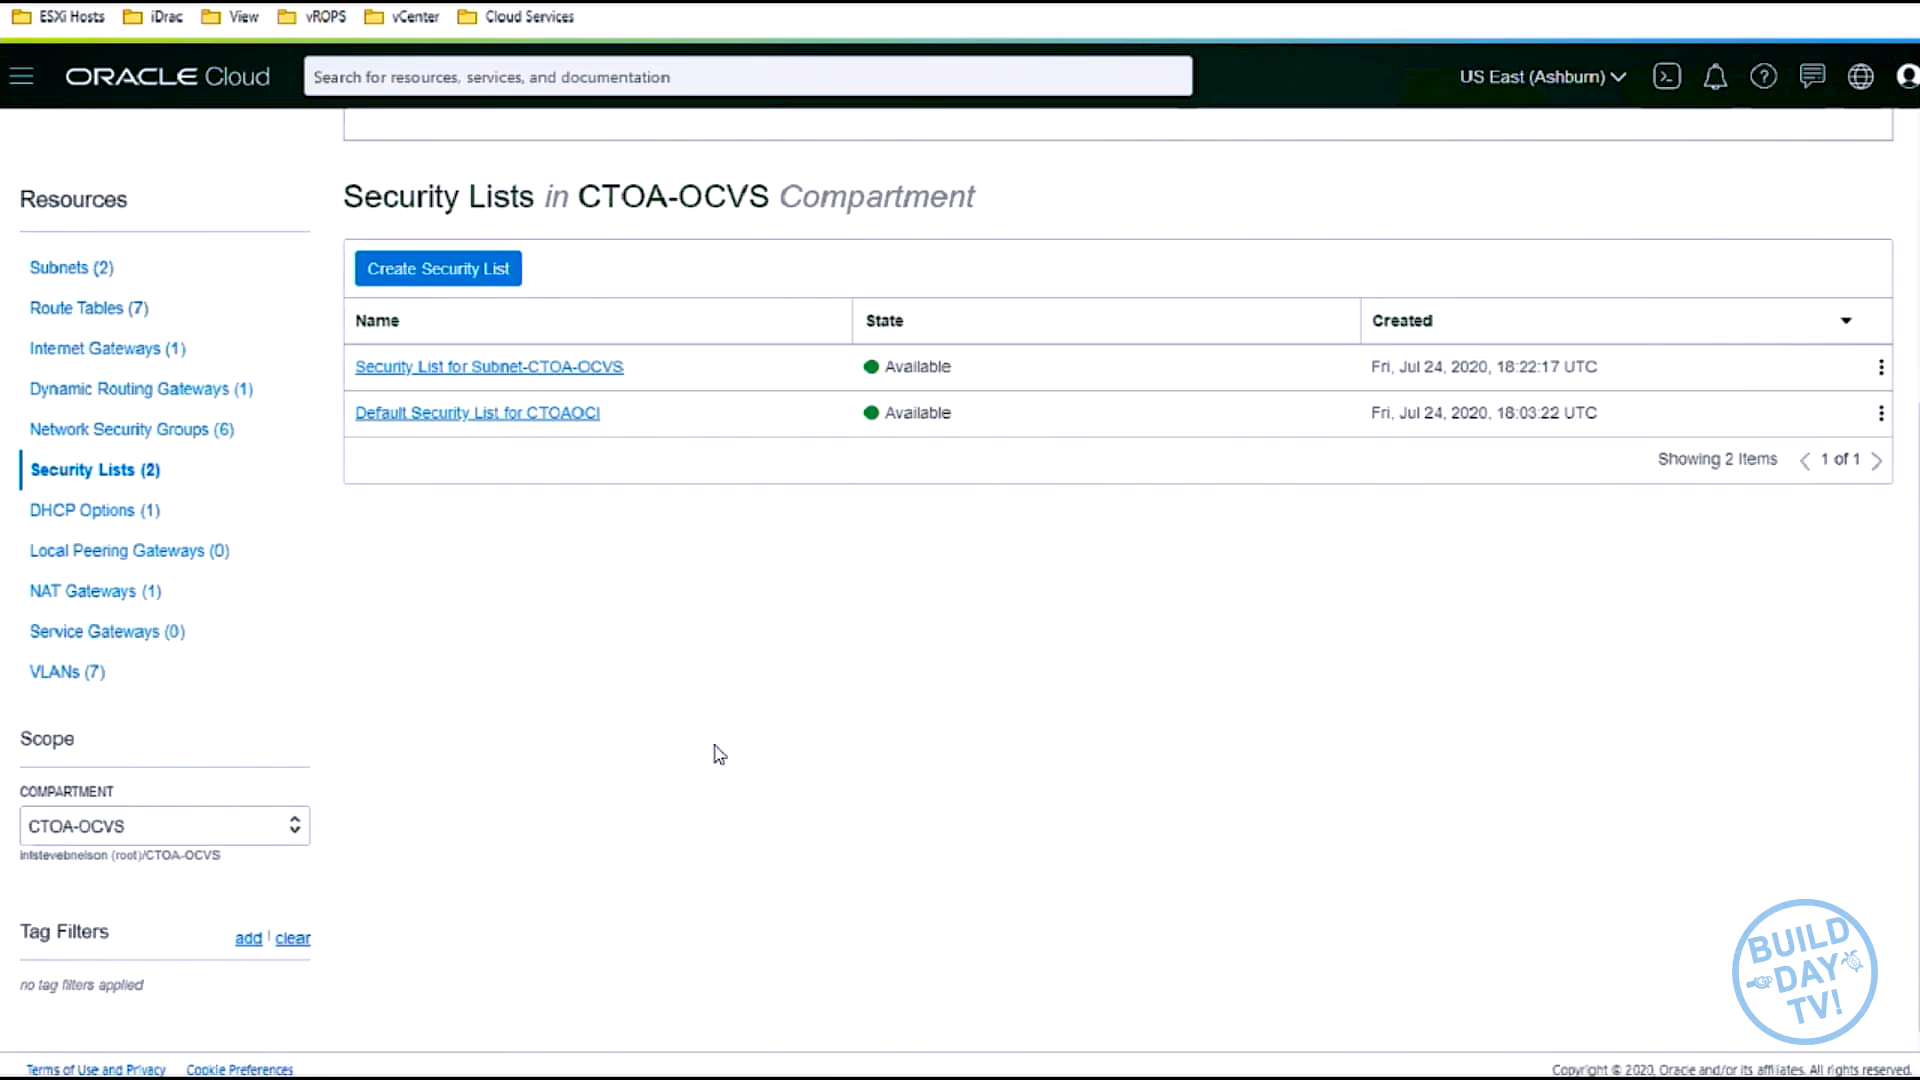 ESXi Hosts iDrac View vROPS vCenter Cloud Services
ORACLE Cloud Search for resources, services, and documentation US East (Ashburn)
Resources
Subnets (2)
Route Tables (7)
Internet Gateways (1)
Dynamic Routing Gateways (1)
Network Security Groups (6)
Security Lists (2)
DHCP Options (1)
Local Peering Gateways (0)
NAT Gateways (1)
Service Gateways (0)
VLANs (7)
Scope
COMPARTMENT
CTOA-OCVS
intstevebnelson (root)/CTOA-OCVS
Tag Filters add | clear
no tag filters applied
Security Lists in CTOA-OCVS Compartment
Create Security List
Name State Created
Security List for Subnet-CTOA-OCVS Available Fri, Jul 24, 2020, 18:22:17 UTC
Default Security List for CTOAOCI Available Fri, Jul 24, 2020, 18:03:22 UTC
Showing 2 Items 1 of 1
BUILD
DAY
TV!
Terms of Use and Privacy Cookie Preferences
Copyright © 2020, Oracle and/or its affiliates. All rights reserved.